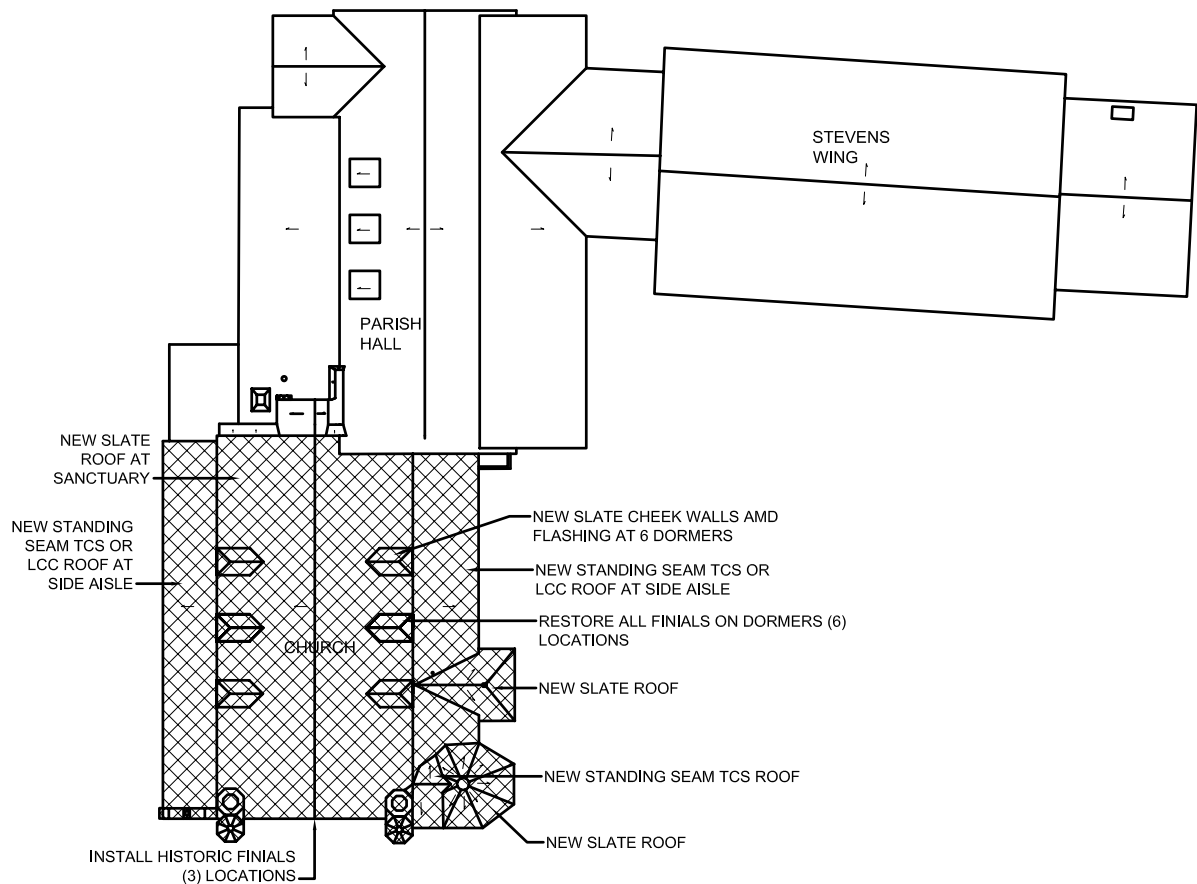 STEVENS
WING
PARISH
HALL
NEW SLATE
ROOF AT
SANCTUARY
NEW STANDING
SEAM TCS OR
LCC ROOF AT
SIDE AISLE
NEW SLATE CHEEK WALLS AMD
FLASHING AT 6 DORMERS
NEW STANDING SEAM TCS OR
LCC ROOF AT SIDE AISLE
RESTORE ALL FINIALS ON DORMERS (6)
LOCATIONS
CHURCH
NEW SLATE ROOF
NEW STANDING SEAM TCS ROOF
NEW SLATE ROOF
INSTALL HISTORIC FINIALS
(3) LOCATIONS